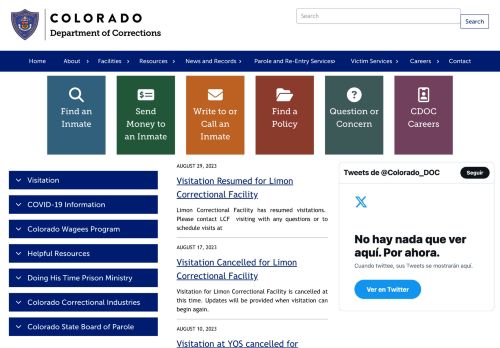 COLORADO
Department of Corrections
Search
Search
Home
About
Facilities
Resources
News and Records
Parole and Re-Entry Services
Victim Services
Careers
Contact
Find an
Inmate
Send
Money to
an Inmate
Write to or
Call an
Inmate
Find a
Policy
Question or
Concern
CDOC
Careers
Visitation
COVID-19 Information
Colorado Wagees Program
Helpful Resources
Doing His Time Prison Ministry
Colorado Correctional Industries
Colorado State Board of Parole
AUGUST 29, 2023
Visitation Resumed for Limon
Correctional Facility
Limon Correctional Facility has resumed visitations.
Please contact LCF visiting with any questions or to
schedule visits at
AUGUST 17, 2023
Visitation Cancelled for Limon
Correctional Facility
Visitation for Limon Correctional Facility is cancelled at
this time. Updates will be provided when visitation can
begin again.
AUGUST 10, 2023
Visitation at YOS cancelled for
Tweets de @Colorado_DOC
Seguir
No hay nada que ver
aquí. Por ahora.
Cuando twittee, sus Tweets se mostrarán aquí.
Ver en Twitter